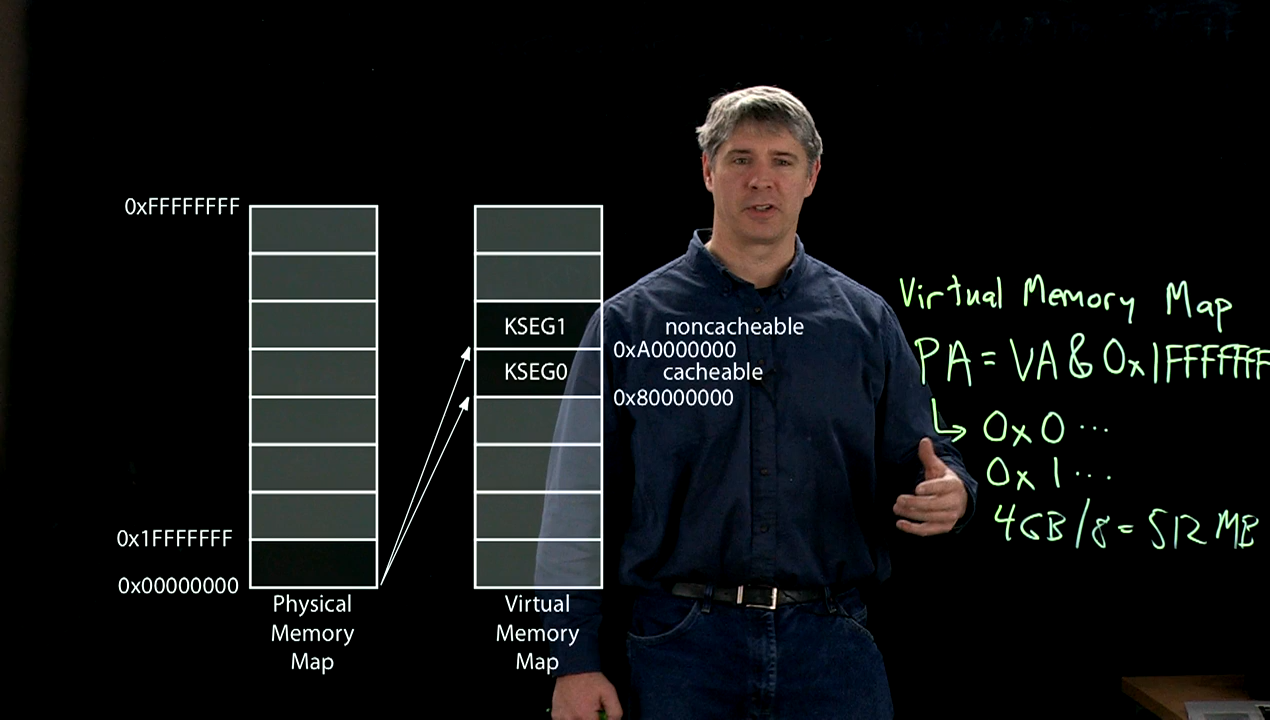 0xFFFFFFFF
KSEG1
noncacheable
0xA0000000
KSEG0
cacheable
0x80000000
0x1FFFFFFF
0x00000000
Physical
Memory
Map
Virtual
Memory
Map
Virtual Memory Map
PA = VA & 0x1FFFFFFF
↳ 0x0 ...
0x1 ...
4GB/8 = 512 MB